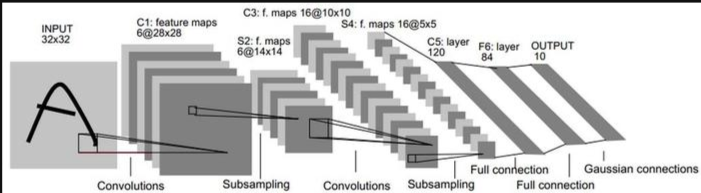 INPUT
32x32
C1: feature maps
6@28x28
C3: f. maps 16@10x10
S2: f. maps
6@14x14
S4: f. maps 16@5x5
C5: layer
120
F6: layer
84
OUTPUT
10
A
Convolutions
Subsampling
Convolutions
Subsampling
Full connection
Full connection
Gaussian connections